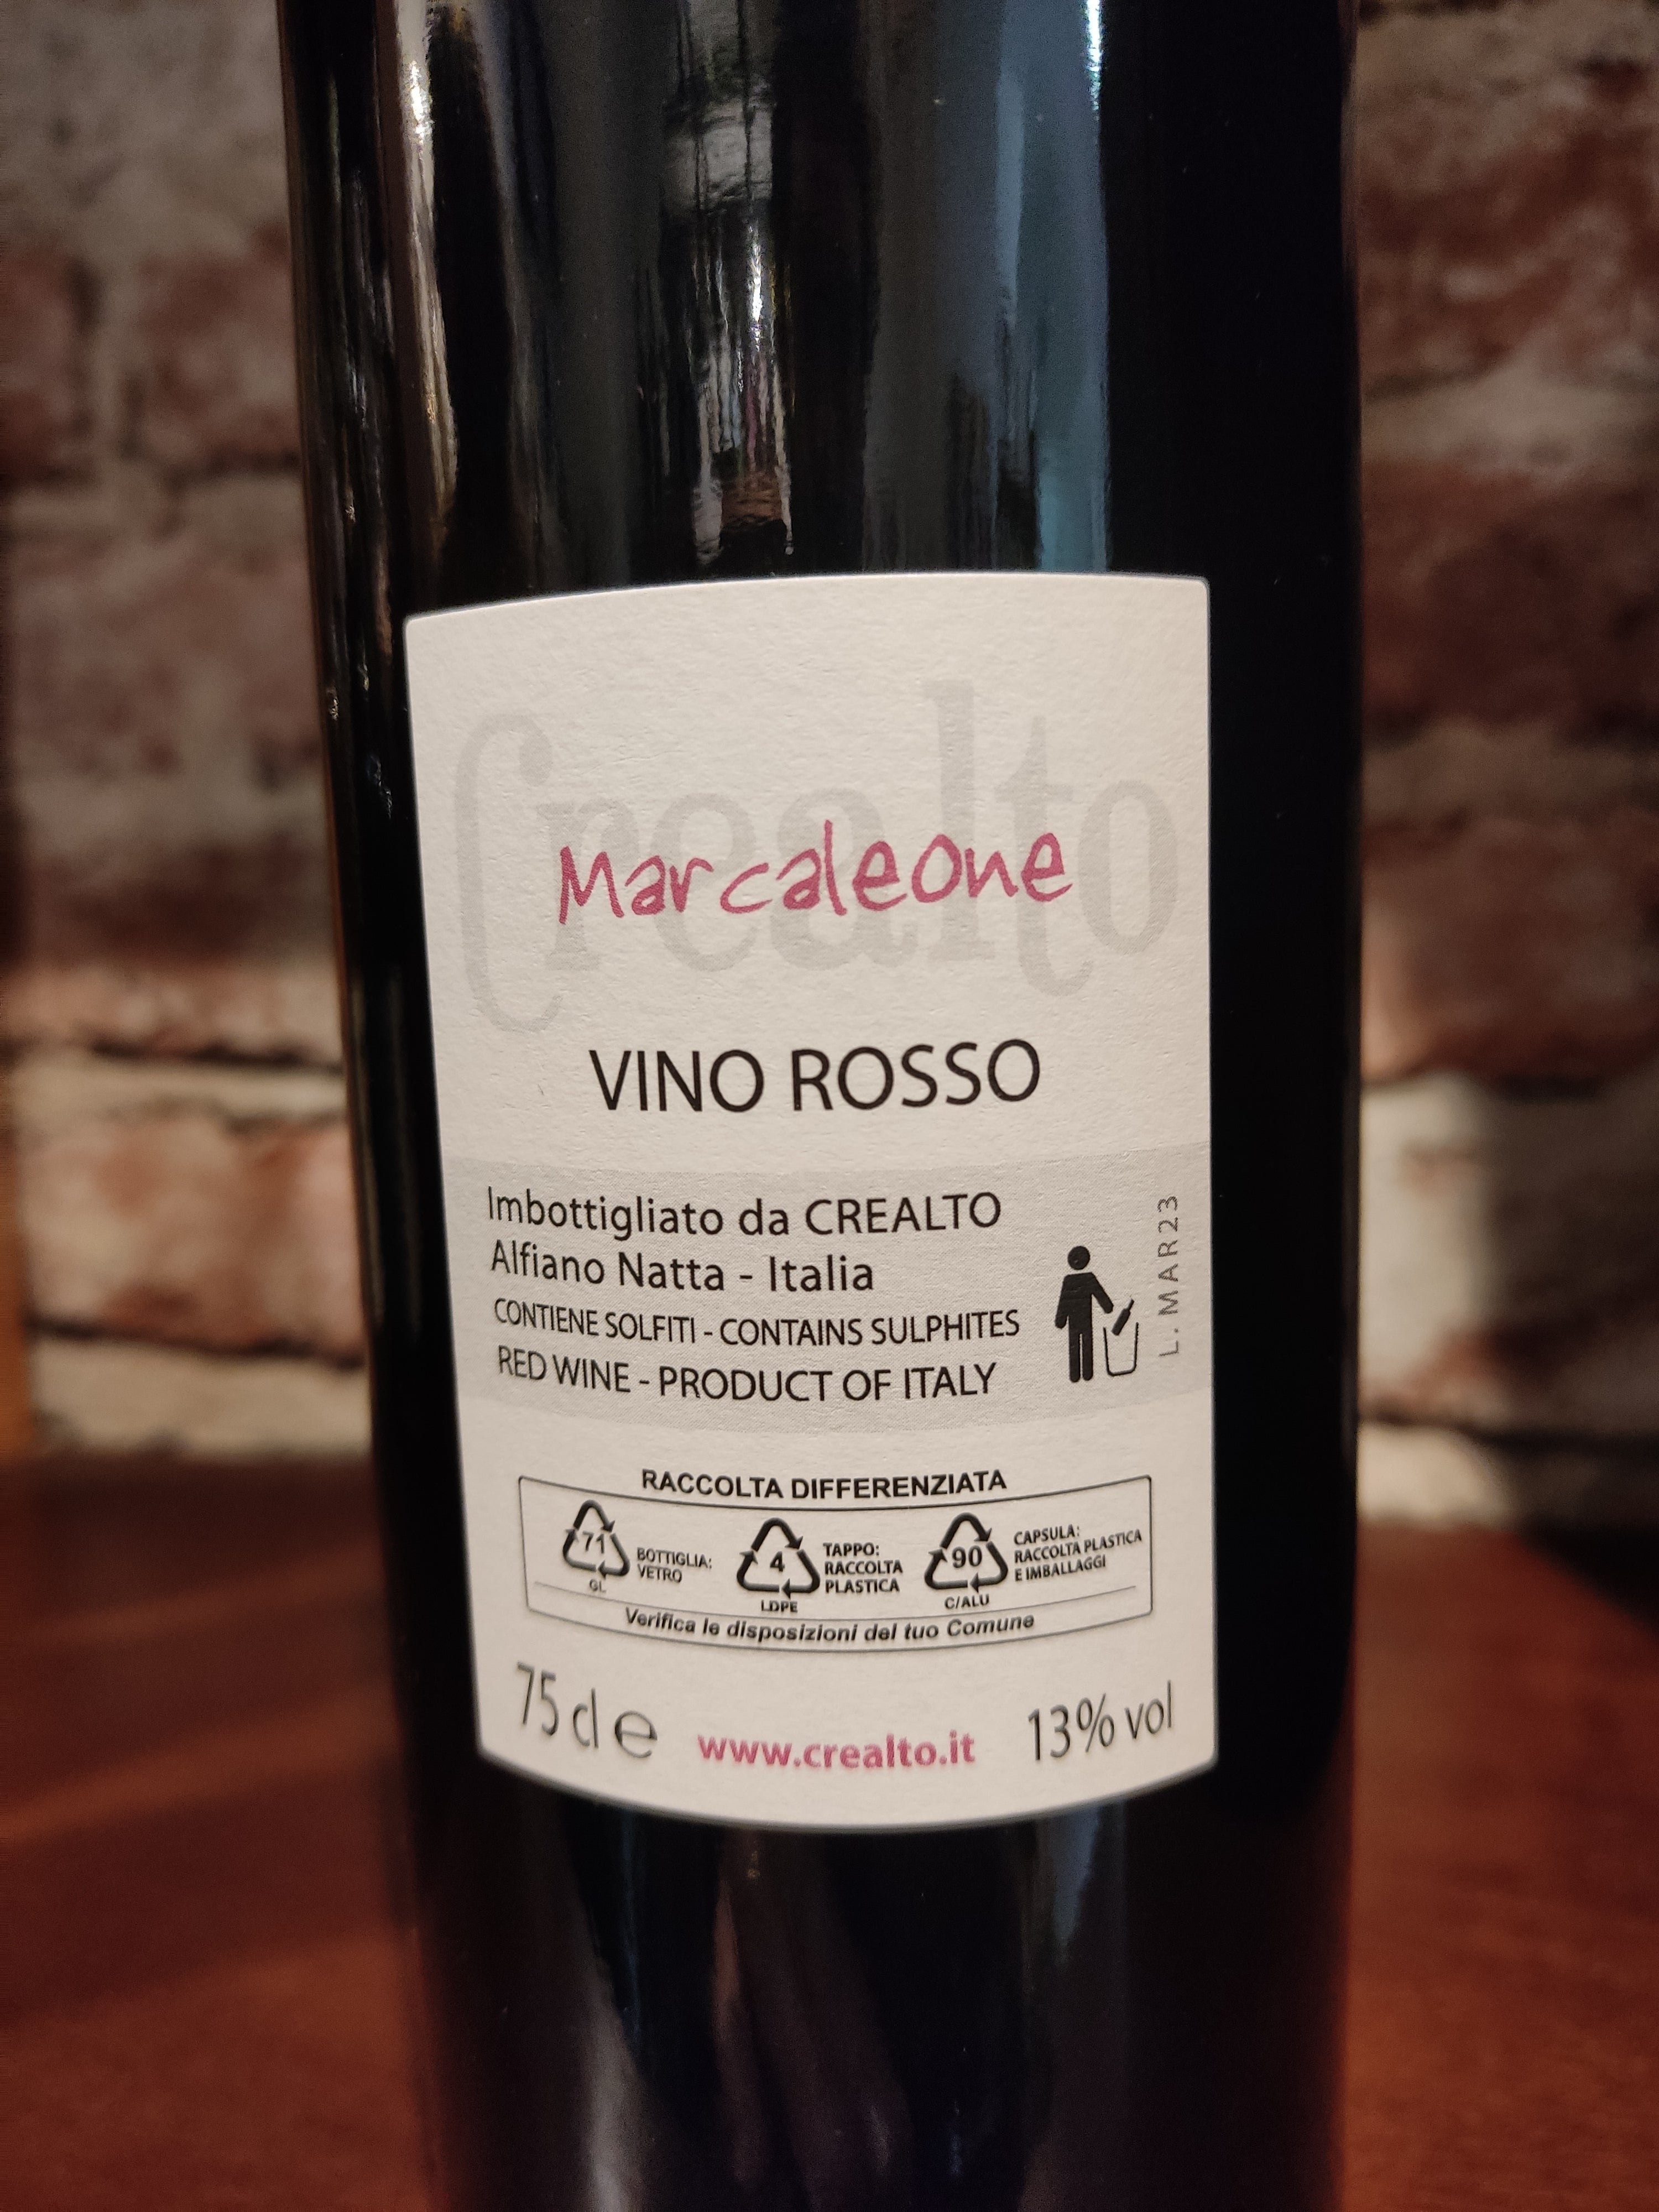 Crealto
Marcaleone
VINO ROSSO
Imbottigliato da CREALTO
Alfiano Natta - Italia
CONTIENE SOLFITI - CONTAINS SULPHITES
RED WINE - PRODUCT OF ITALY
L. MAR23
RACCOLTA DIFFERENZIATA
71
GL
BOTTIGLIA:
VETRO
4
LDPE
TAPPO:
RACCOLTA
PLASTICA
90
C/ALU
CAPSULA:
RACCOLTA PLASTICA
E IMBALLAGGI
Verifica le disposizioni del tuo Comune
75 cl e
www.crealto.it
13% vol